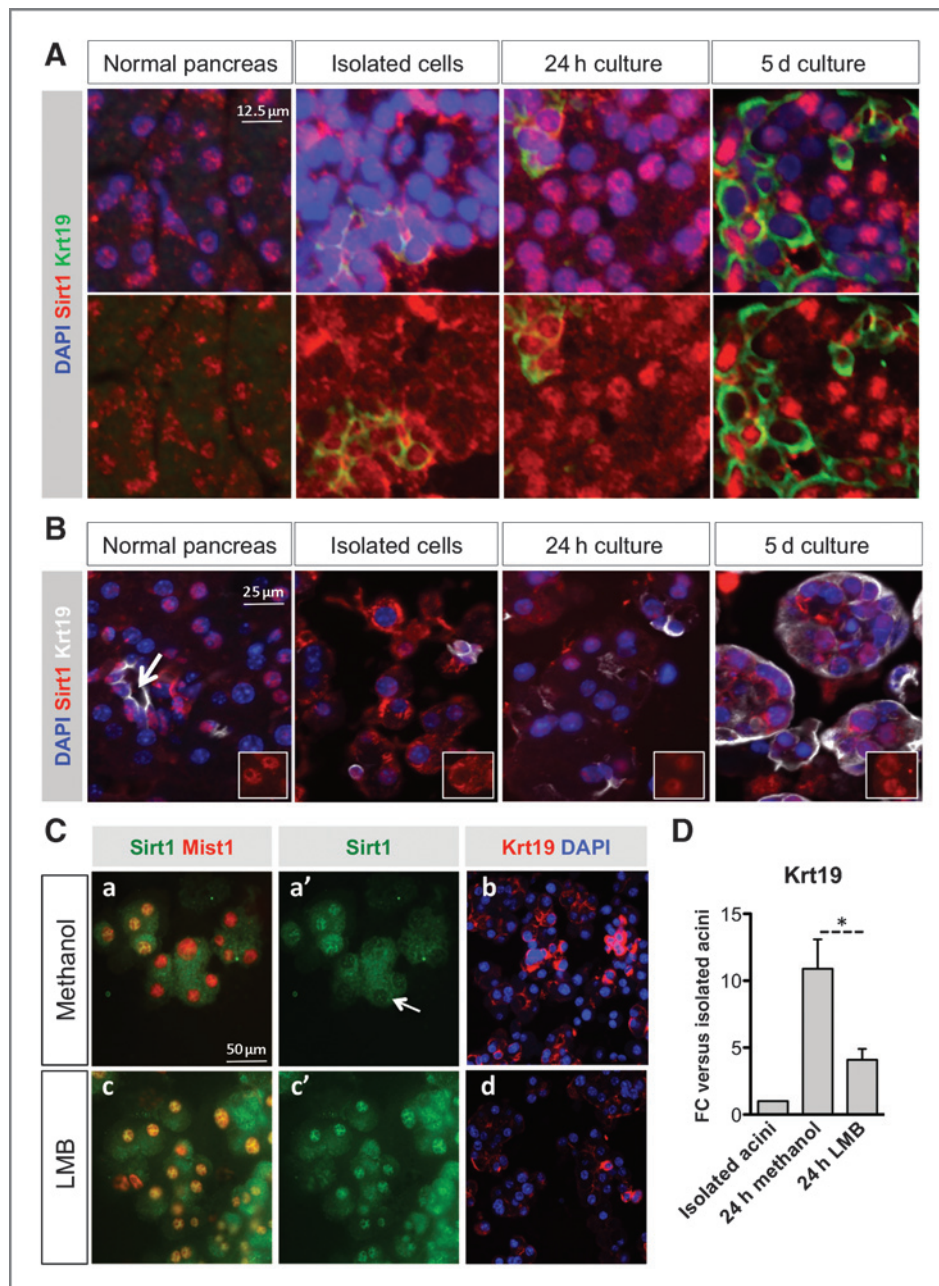 A
Normal pancreas
Isolated cells
24 h culture
5 d culture
12.5 µm
DAPI Sirt1 Krt19
B
Normal pancreas
Isolated cells
24 h culture
5 d culture
25 µm
DAPI Sirt1 Krt19
C
Sirt1 Mist1
Sirt1
Krt19 DAPI
Methanol
a
a'
b
50 µm
LMB
c
c'
d
D
Krt19
FC versus isolated acini
15
10
5
0
*
Isolated acini
24 h methanol
24 h LMB